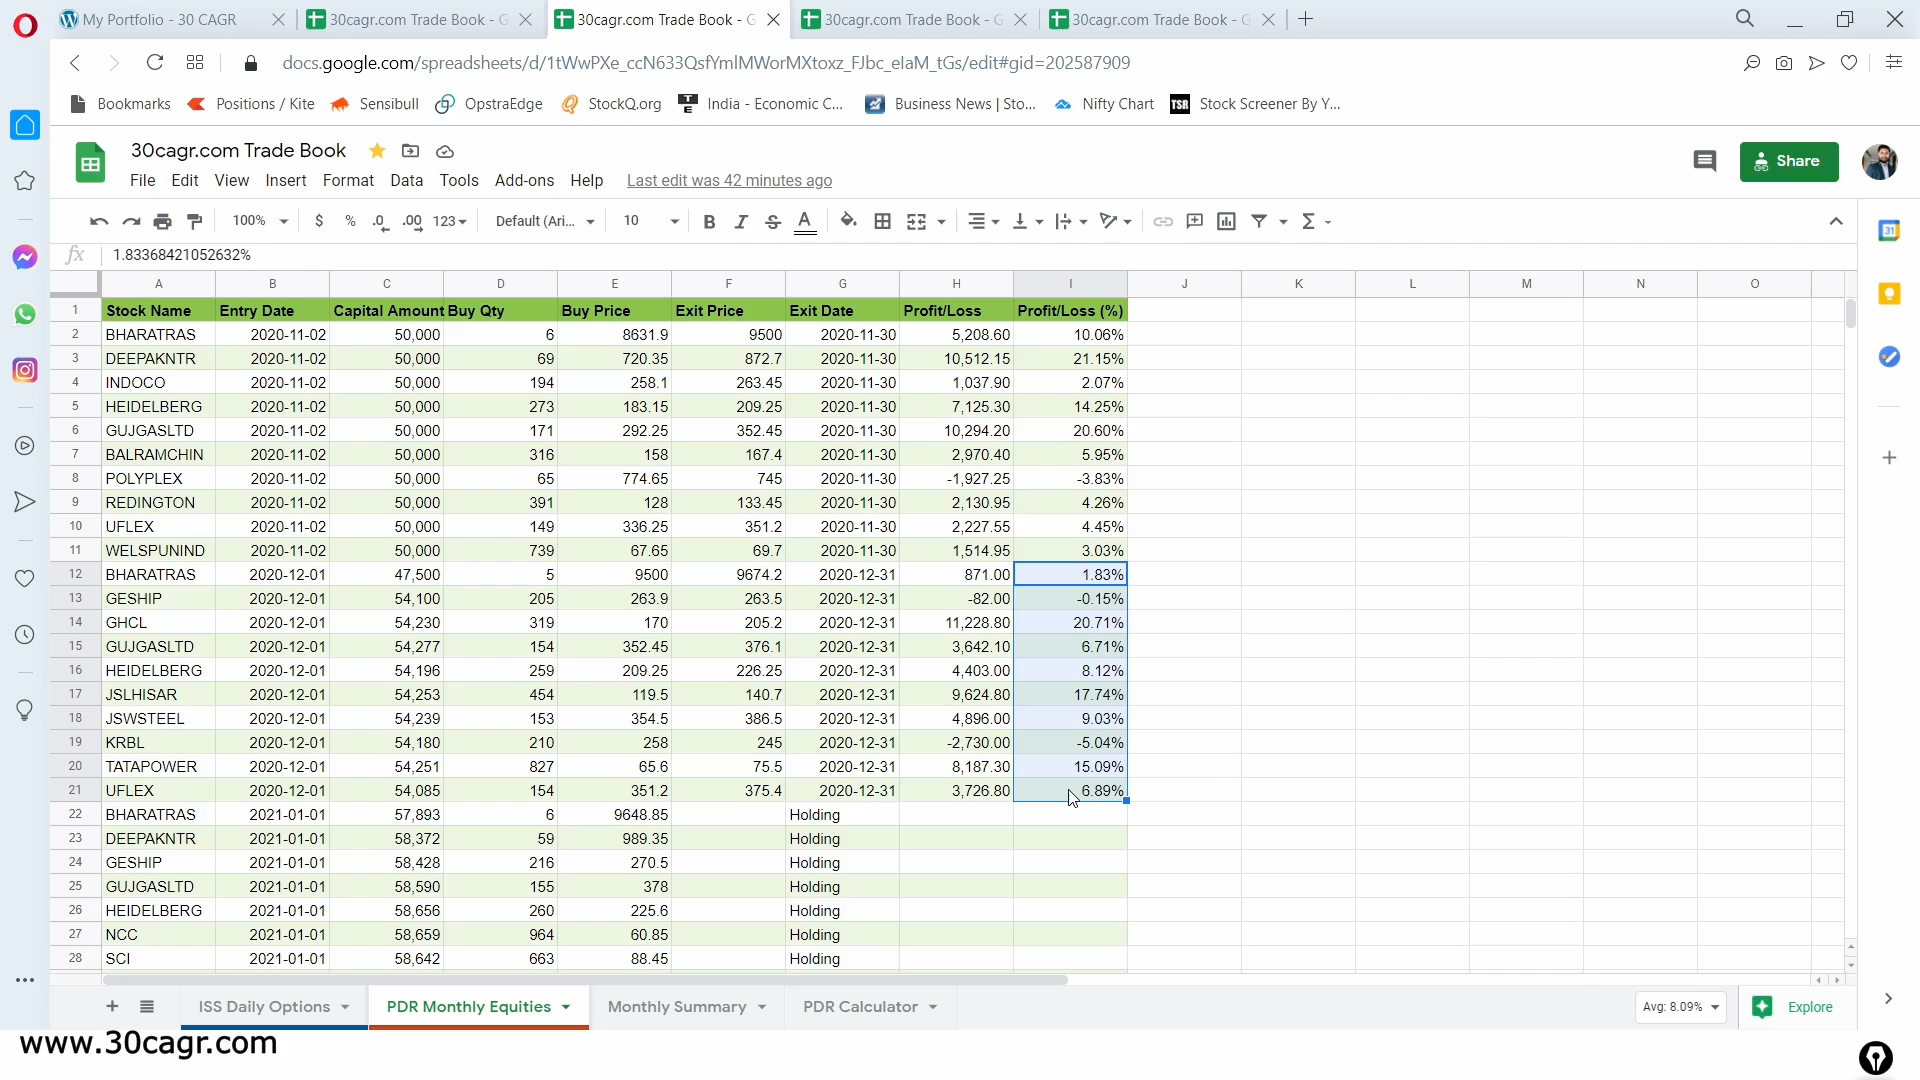 My Portfolio - 30 CAGR
30cagr.com Trade Book - G
30cagr.com Trade Book - G
30cagr.com Trade Book - G
30cagr.com Trade Book - G
docs.google.com/spreadsheets/d/1tWwPXe_ccN633QsfYmlMWorMXtoxz_FJbc_elaM_tGs/edit#gid=202587909
Bookmarks Positions / Kite Sensibull OpstraEdge StockQ.org India - Economic C... Business News | Sto... Nifty Chart TSR Stock Screener By Y...
30cagr.com Trade Book
Share
File Edit View Insert Format Data Tools Add-ons Help Last edit was 42 minutes ago
100% $ % .0 .00 123 Default (Ari... 10 B I S A Σ
fx 1.83368421052632%
A B C D E F G H I J K L M N O
1 Stock Name Entry Date Capital Amount Buy Qty Buy Price Exit Price Exit Date Profit/Loss Profit/Loss (%)
2 BHARATRAS 2020-11-02 50,000 6 8631.9 9500 2020-11-30 5,208.60 10.06%
3 DEEPAKNTR 2020-11-02 50,000 69 720.35 872.7 2020-11-30 10,512.15 21.15%
4 INDOCO 2020-11-02 50,000 194 258.1 263.45 2020-11-30 1,037.90 2.07%
5 HEIDELBERG 2020-11-02 50,000 273 183.15 209.25 2020-11-30 7,125.30 14.25%
6 GUJGASLTD 2020-11-02 50,000 171 292.25 352.45 2020-11-30 10,294.20 20.60%
7 BALRAMCHIN 2020-11-02 50,000 316 158 167.4 2020-11-30 2,970.40 5.95%
8 POLYPLEX 2020-11-02 50,000 65 774.65 745 2020-11-30 -1,927.25 -3.83%
9 REDINGTON 2020-11-02 50,000 391 128 133.45 2020-11-30 2,130.95 4.26%
10 UFLEX 2020-11-02 50,000 149 336.25 351.2 2020-11-30 2,227.55 4.45%
11 WELSPUNIND 2020-11-02 50,000 739 67.65 69.7 2020-11-30 1,514.95 3.03%
12 BHARATRAS 2020-12-01 47,500 5 9500 9674.2 2020-12-31 871.00 1.83%
13 GESHIP 2020-12-01 54,100 205 263.9 263.5 2020-12-31 -82.00 -0.15%
14 GHCL 2020-12-01 54,230 319 170 205.2 2020-12-31 11,228.80 20.71%
15 GUJGASLTD 2020-12-01 54,277 154 352.45 376.1 2020-12-31 3,642.10 6.71%
16 HEIDELBERG 2020-12-01 54,196 259 209.25 226.25 2020-12-31 4,403.00 8.12%
17 JSLHISAR 2020-12-01 54,253 454 119.5 140.7 2020-12-31 9,624.80 17.74%
18 JSWSTEEL 2020-12-01 54,239 153 354.5 386.5 2020-12-31 4,896.00 9.03%
19 KRBL 2020-12-01 54,180 210 258 245 2020-12-31 -2,730.00 -5.04%
20 TATAPOWER 2020-12-01 54,251 827 65.6 75.5 2020-12-31 8,187.30 15.09%
21 UFLEX 2020-12-01 54,085 154 351.2 375.4 2020-12-31 3,726.80 6.89%
22 BHARATRAS 2021-01-01 57,893 6 9648.85 Holding
23 DEEPAKNTR 2021-01-01 58,372 59 989.35 Holding
24 GESHIP 2021-01-01 58,428 216 270.5 Holding
25 GUJGASLTD 2021-01-01 58,590 155 378 Holding
26 HEIDELBERG 2021-01-01 58,656 260 225.6 Holding
27 NCC 2021-01-01 58,659 964 60.85 Holding
28 SCI 2021-01-01 58,642 663 88.45 Holding
ISS Daily Options PDR Monthly Equities Monthly Summary PDR Calculator Avg: 8.09% Explore
www.30cagr.com